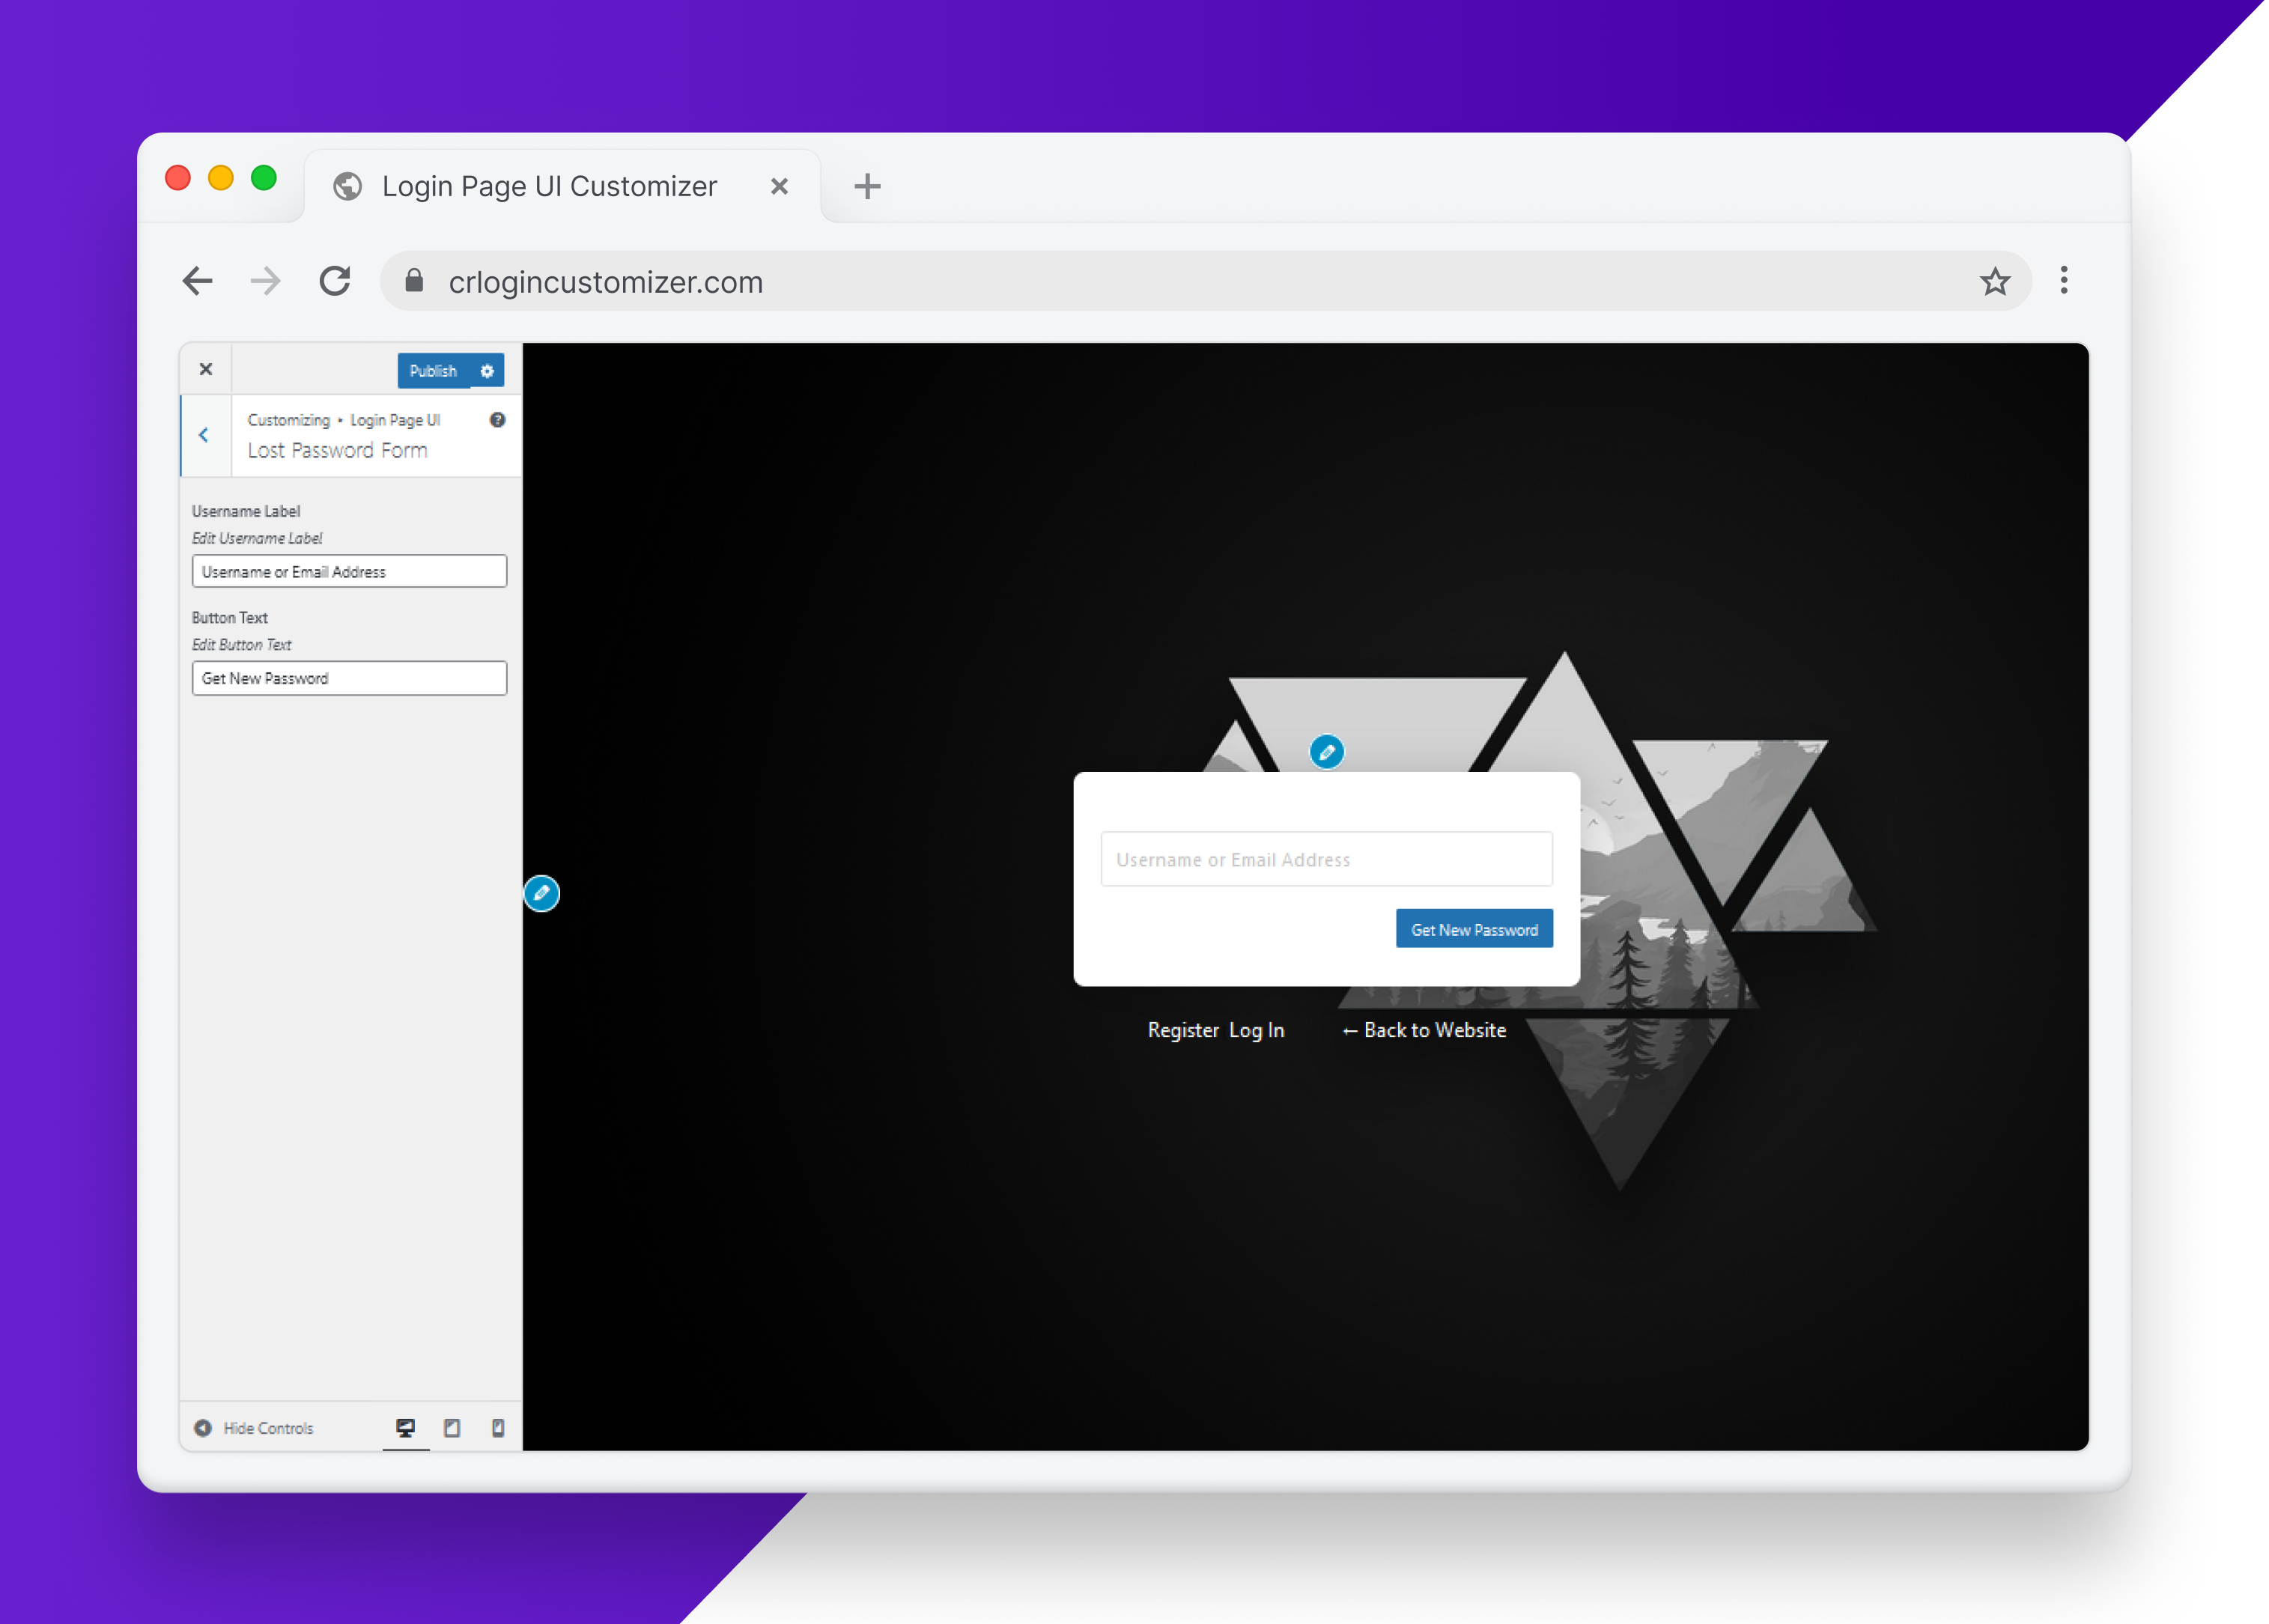 Login Page UI Customizer
crlogincustomizer.com
Publish
Customizing ‣ Login Page UI
Lost Password Form
Username Label
Edit Username Label
Username or Email Address
Button Text
Edit Button Text
Get New Password
Hide Controls
Username or Email Address
Get New Password
Register Log In ← Back to Website